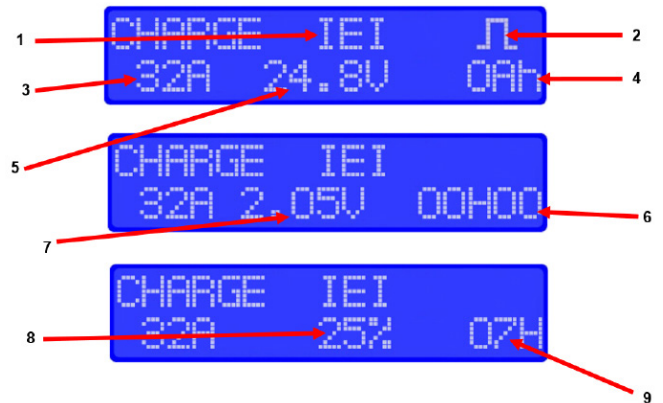 1 CHARGE IEI 2
3 32A 24.8V 0Ah 4
5
CHARGE IEI
32A 2.05V 00H00 6
7
CHARGE IEI
8 32A 25% 07H
9